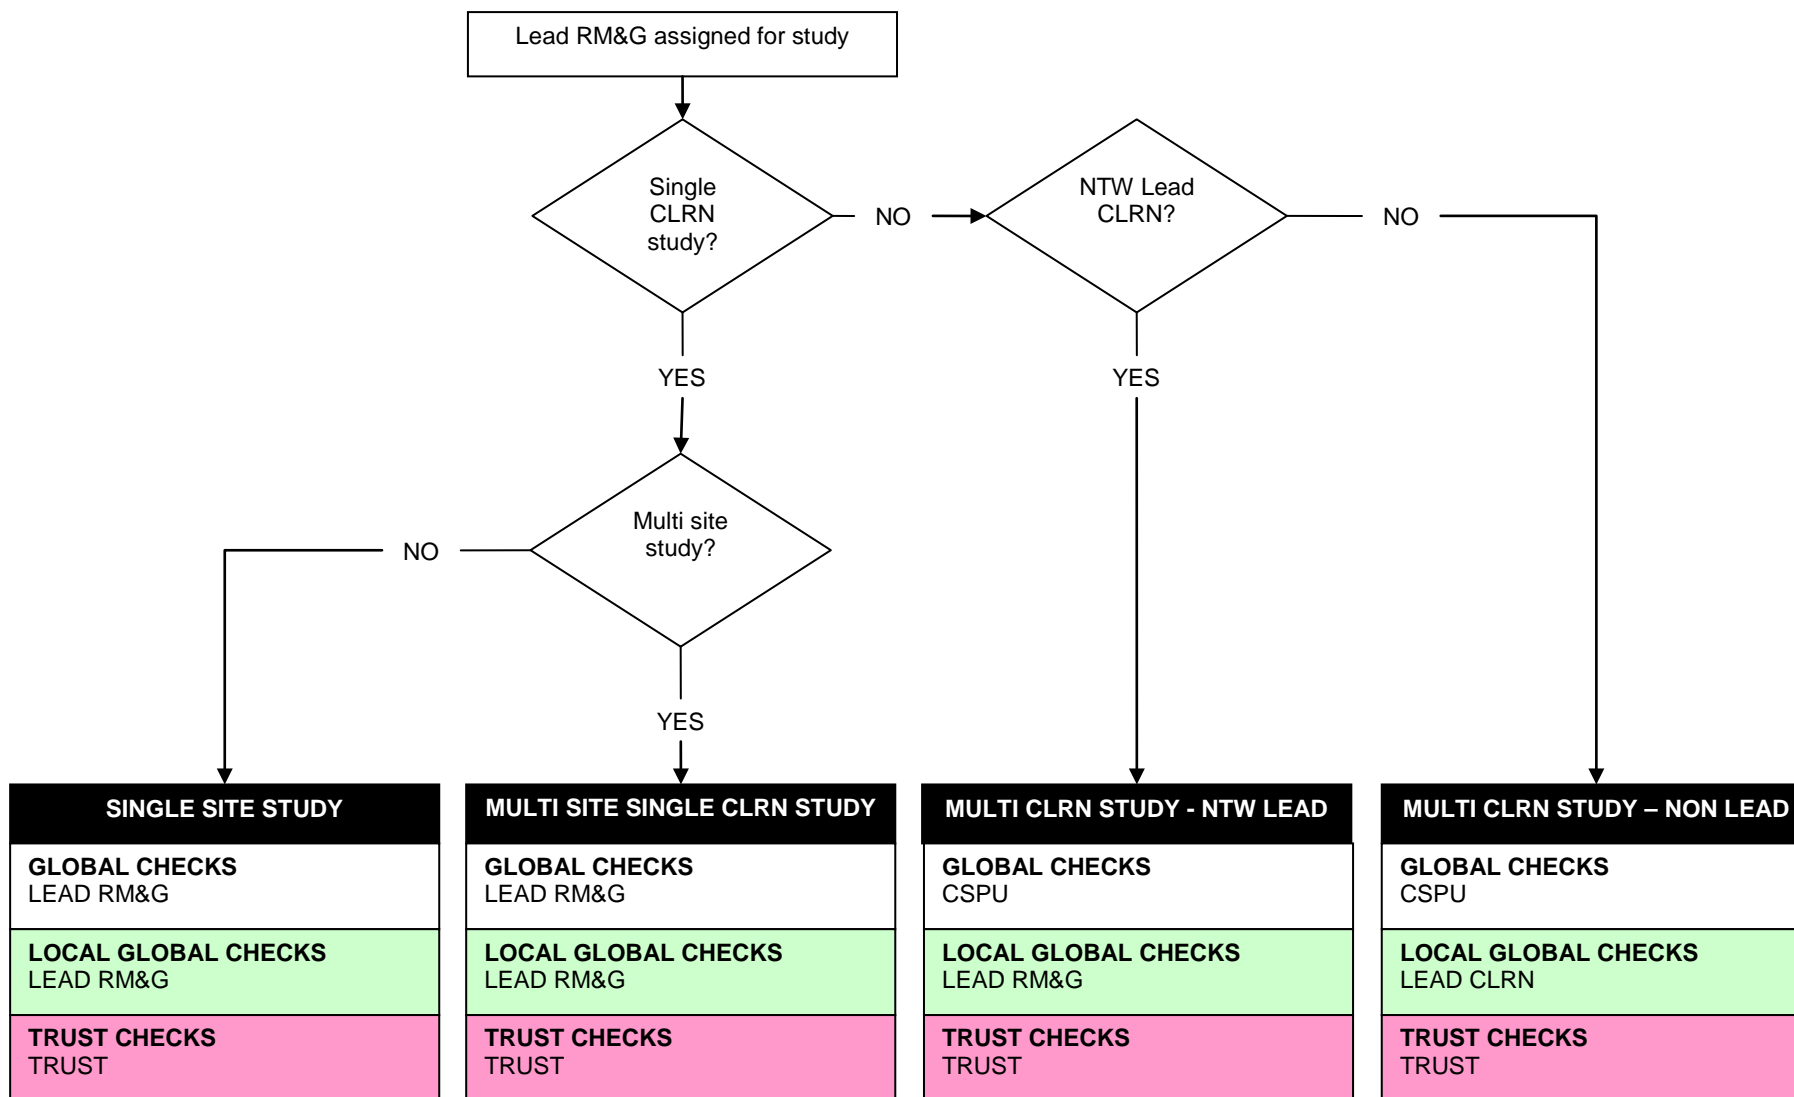 Lead RM&G assigned for study
Single
CLRN
study?
NO
NTW Lead
CLRN?
NO
YES
YES
Multi site
study?
NO
YES
SINGLE SITE STUDY
GLOBAL CHECKS
LEAD RM&G
LOCAL GLOBAL CHECKS
LEAD RM&G
TRUST CHECKS
TRUST
MULTI SITE SINGLE CLRN STUDY
GLOBAL CHECKS
LEAD RM&G
LOCAL GLOBAL CHECKS
LEAD RM&G
TRUST CHECKS
TRUST
MULTI CLRN STUDY - NTW LEAD
GLOBAL CHECKS
CSPU
LOCAL GLOBAL CHECKS
LEAD RM&G
TRUST CHECKS
TRUST
MULTI CLRN STUDY – NON LEAD
GLOBAL CHECKS
CSPU
LOCAL GLOBAL CHECKS
LEAD CLRN
TRUST CHECKS
TRUST